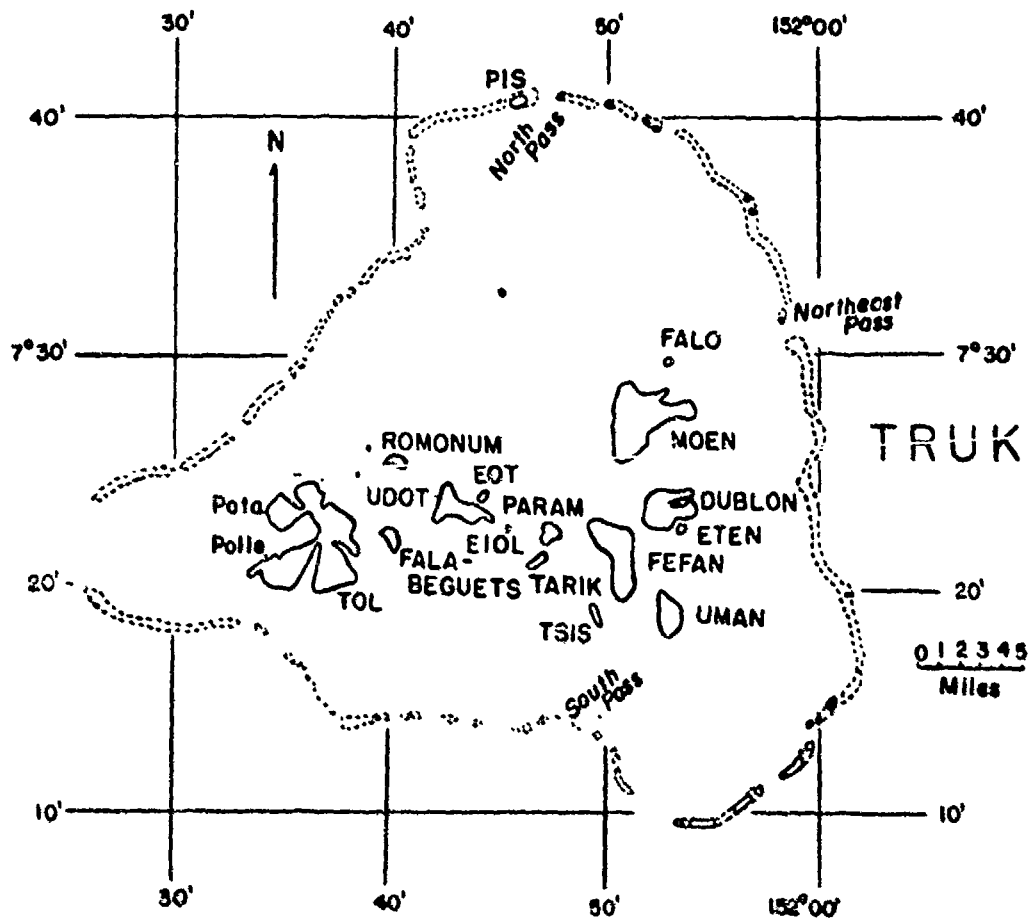 30'
40'
50'
152°00'
PIS
40'
40'
N
North
Pass
Northeast
Pass
7°30'
FALO
7°30'
MOEN
TRUK
ROMONUM
EOT
UDOT
PARAM
DUBLON
Pata
ETEN
Polle
EIOL
FEFAN
FALA-
BEGUETS
TARIK
20'
TOL
20'
UMAN
TSIS
0 1 2 3 4 5
Miles
South
Pass
10'
10'
30'
40'
50'
152°00'